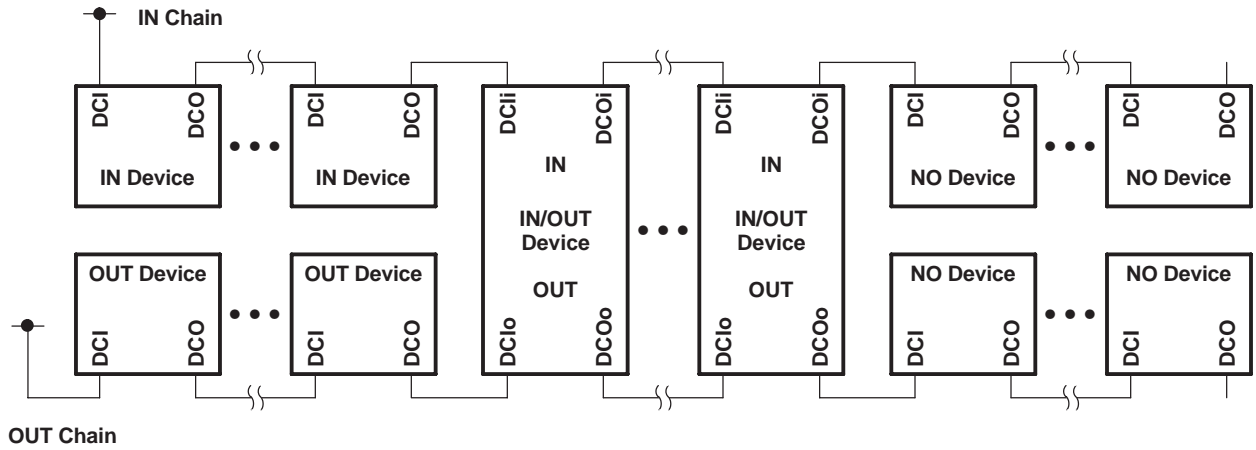 IN Chain
DCI DCO DCI DCO DCIi DCOi DCIi DCOi DCI DCO DCI DCO
IN Device
IN Device
IN
IN/OUT
Device
OUT
IN
IN/OUT
Device
OUT
NO Device
NO Device
OUT Device
OUT Device
NO Device
NO Device
DCI DCO DCI DCO DCIo DCOo DCIo DCOo DCI DCO DCI DCO
OUT Chain